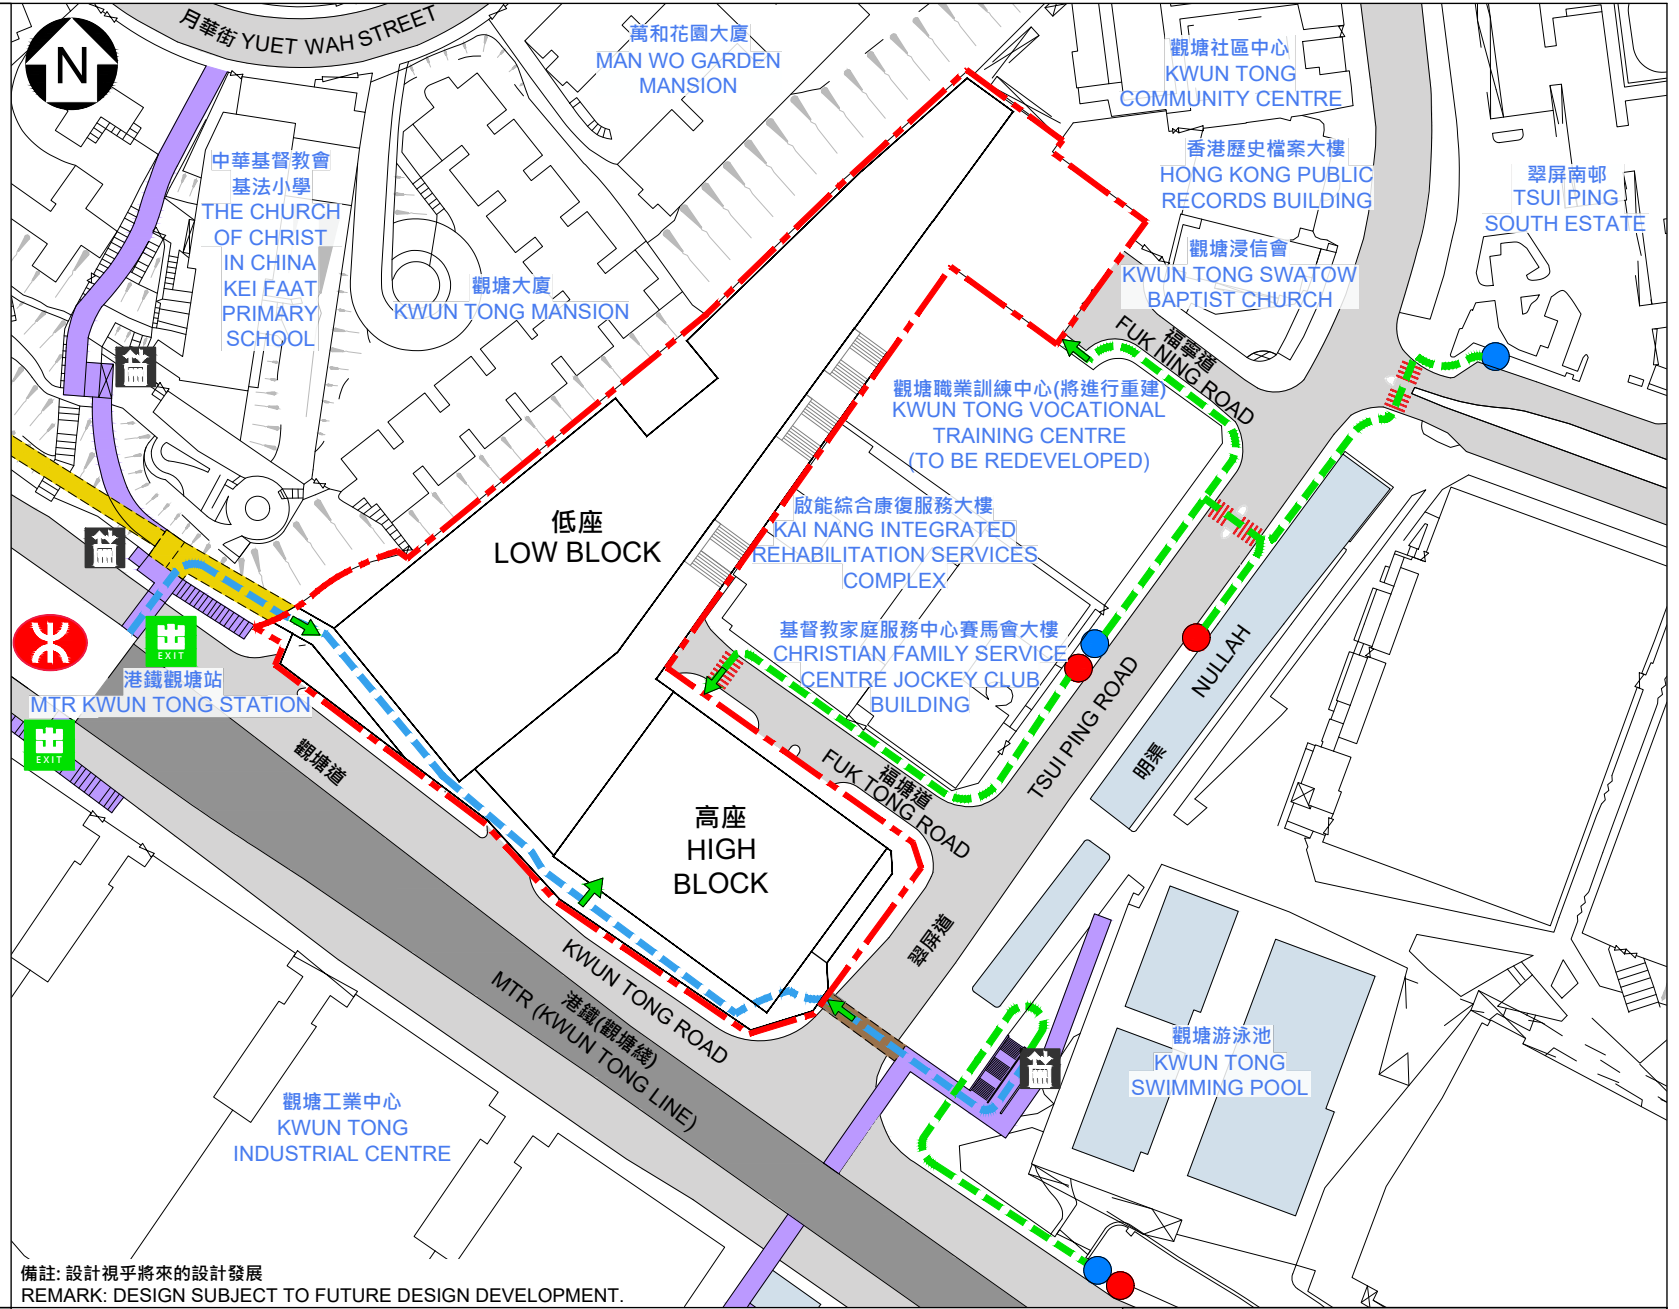 月華街 YUET WAH STREET
N
萬和花園大廈
MAN WO GARDEN
MANSION
觀塘社區中心
KWUN TONG
COMMUNITY CENTRE
香港歷史檔案大樓
HONG KONG PUBLIC
RECORDS BUILDING
翠屏南邨
TSUI PING
SOUTH ESTATE
中華基督教會
基法小學
THE CHURCH
OF CHRIST
IN CHINA
KEI FAAT
PRIMARY
SCHOOL
觀塘浸信會
KWUN TONG SWATOW
BAPTIST CHURCH
觀塘大廈
KWUN TONG MANSION
福寧道
FUK NING ROAD
觀塘職業訓練中心(將進行重建)
KWUN TONG VOCATIONAL
TRAINING CENTRE
(TO BE REDEVELOPED)
低座
LOW BLOCK
啟能綜合康復服務大樓
KAI NANG INTEGRATED
REHABILITATION SERVICES
COMPLEX
基督教家庭服務中心賽馬會大樓
CHRISTIAN FAMILY SERVICE
CENTRE JOCKEY CLUB
BUILDING
出
EXIT
港鐵觀塘站
MTR KWUN TONG STATION
出
EXIT
觀塘道
TSUI PING ROAD
NULLAH
明渠
福塘道
FUK TONG ROAD
高座
HIGH
BLOCK
翠屏道
KWUN TONG ROAD
港鐵(觀塘綫)
MTR (KWUN TONG LINE)
觀塘游泳池
KWUN TONG
SWIMMING POOL
觀塘工業中心
KWUN TONG
INDUSTRIAL CENTRE
備註: 設計視乎將來的設計發展
REMARK: DESIGN SUBJECT TO FUTURE DESIGN DEVELOPMENT.